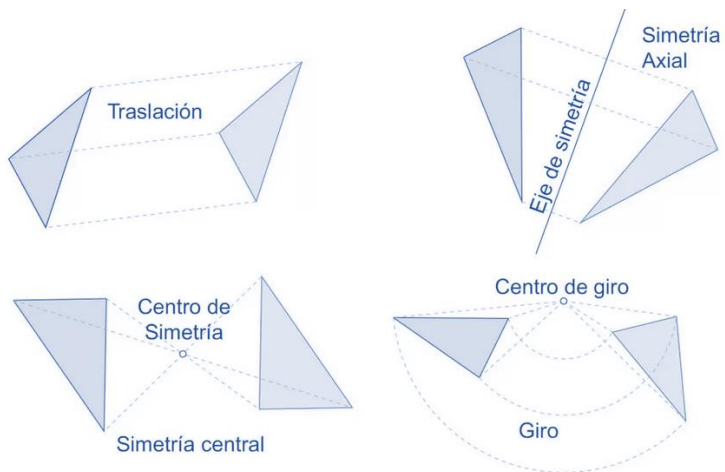 Traslación
Simetría
Axial
Eje de simetría
Centro de
Simetría
Simetría central
Centro de giro
Giro